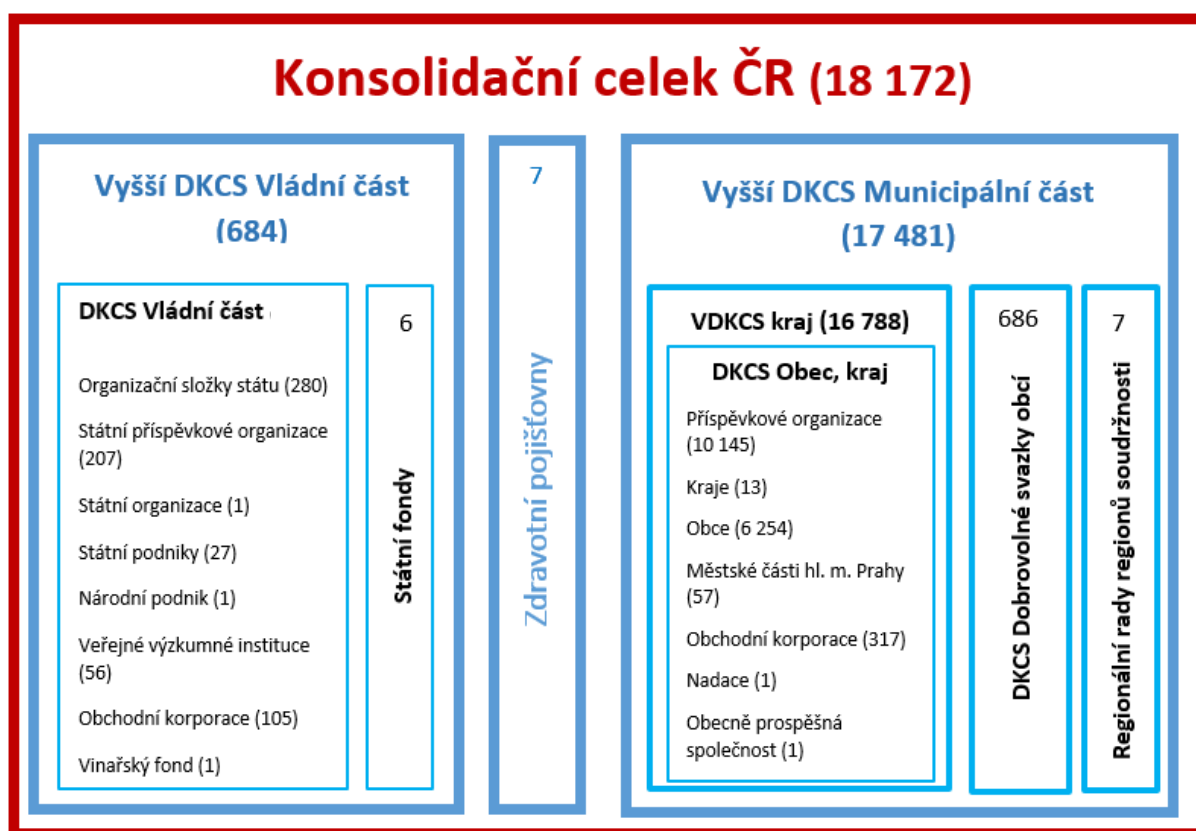 Konsolidační celek ČR (18 172)
Vyšší DKCS Vládní část
(684)
DKCS Vládní část
Organizační složky státu (280)
Státní příspěvkové organizace
(207)
Státní organizace (1)
Státní podniky (27)
Národní podnik (1)
Veřejné výzkumné instituce
(56)
Obchodní korporace (105)
Vinařský fond (1)
6
Státní fondy
7
Zdravotní pojišťovny
Vyšší DKCS Municipální část
(17 481)
VDKCS kraj (16 788)
DKCS Obec, kraj
Příspěvkové organizace
(10 145)
Kraje (13)
Obce (6 254)
Městské části hl. m. Prahy
(57)
Obchodní korporace (317)
Nadace (1)
Obecně prospěšná
společnost (1)
686
DKCS Dobrovolné svazky obcí
7
Regionální rady regionů soudržnosti